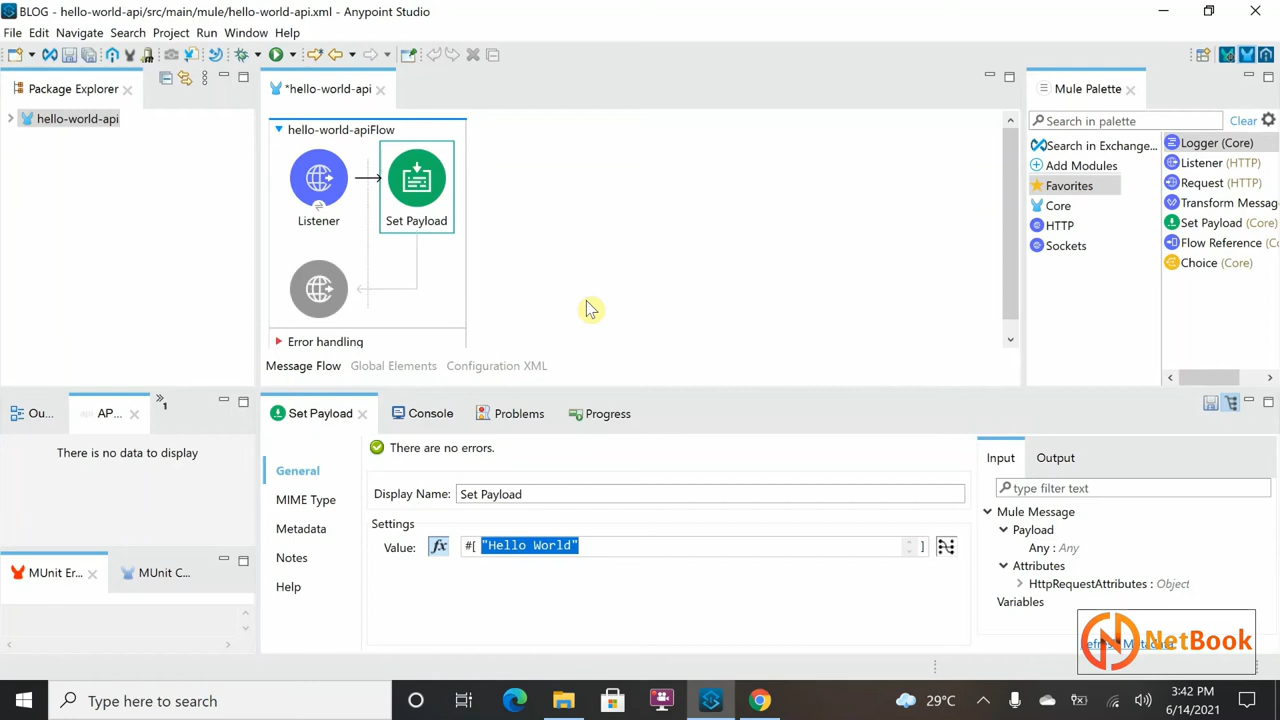 BLOG - hello-world-api/src/main/mule/hello-world-api.xml - Anypoint Studio
File Edit Navigate Search Project Run Window Help
Package Explorer
hello-world-api
*hello-world-api
hello-world-apiFlow
Listener
Set Payload
Error handling
Message Flow Global Elements Configuration XML
Mule Palette
Search in palette
Clear
Search in Exchange...
Add Modules
Favorites
Core
HTTP
Sockets
Logger (Core)
Listener (HTTP)
Request (HTTP)
Transform Messag
Set Payload (Core)
Flow Reference (Co
Choice (Core)
Ou...
AP...
»1
There is no data to display
MUnit Er...
MUnit C...
Set Payload
Console
Problems
Progress
There are no errors.
General
MIME Type
Metadata
Notes
Help
Display Name: Set Payload
Settings
Value: fx #[ "Hello World" ]
Input Output
type filter text
Mule Message
Payload
Any : Any
Attributes
HttpRequestAttributes : Object
Variables
NetBook
Type here to search
29°C
3:42 PM
6/14/2021